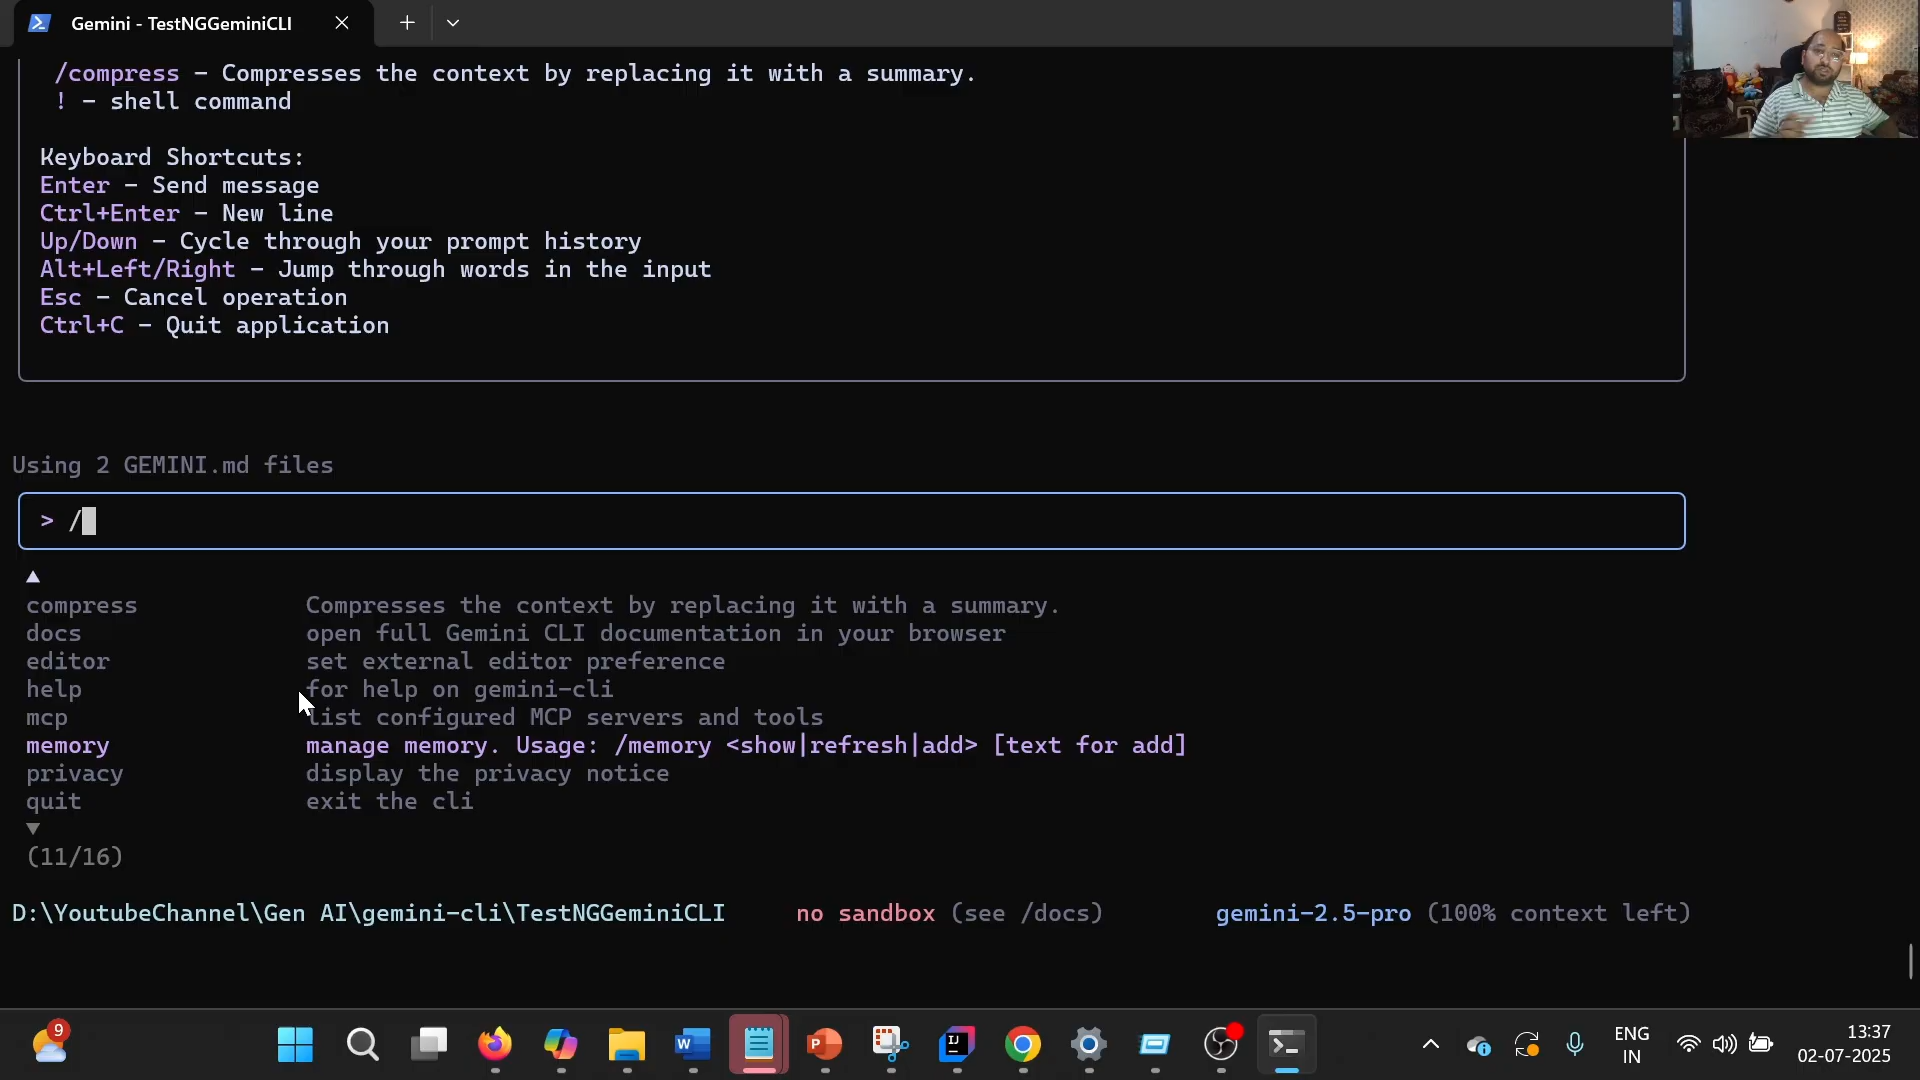 Gemini - TestNGGeminiCLI
/compress - Compresses the context by replacing it with a summary.
! - shell command
Keyboard Shortcuts:
Enter - Send message
Ctrl+Enter - New line
Up/Down - Cycle through your prompt history
Alt+Left/Right - Jump through words in the input
Esc - Cancel operation
Ctrl+C - Quit application
Using 2 GEMINI.md files
> /
▲
compress Compresses the context by replacing it with a summary.
docs open full Gemini CLI documentation in your browser
editor set external editor preference
help for help on gemini-cli
mcp list configured MCP servers and tools
memory manage memory. Usage: /memory <show|refresh|add> [text for add]
privacy display the privacy notice
quit exit the cli
▼
(11/16)
D:\YoutubeChannel\Gen AI\gemini-cli\TestNGGeminiCLI no sandbox (see /docs) gemini-2.5-pro (100% context left)
9
W
P
IJ
ENG
IN
13:37
02-07-2025